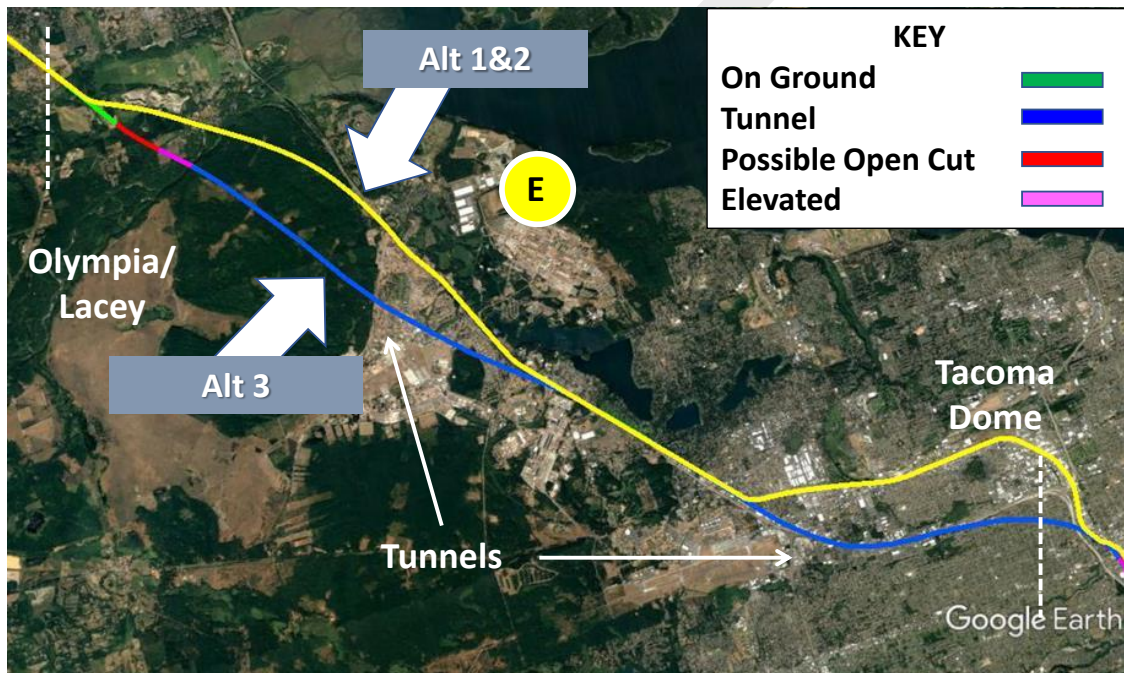 Alt 1&2
KEY
On Ground
Tunnel
Possible Open Cut
Elevated
E
Olympia/
Lacey
Alt 3
Tacoma
Dome
Tunnels
Google Earth